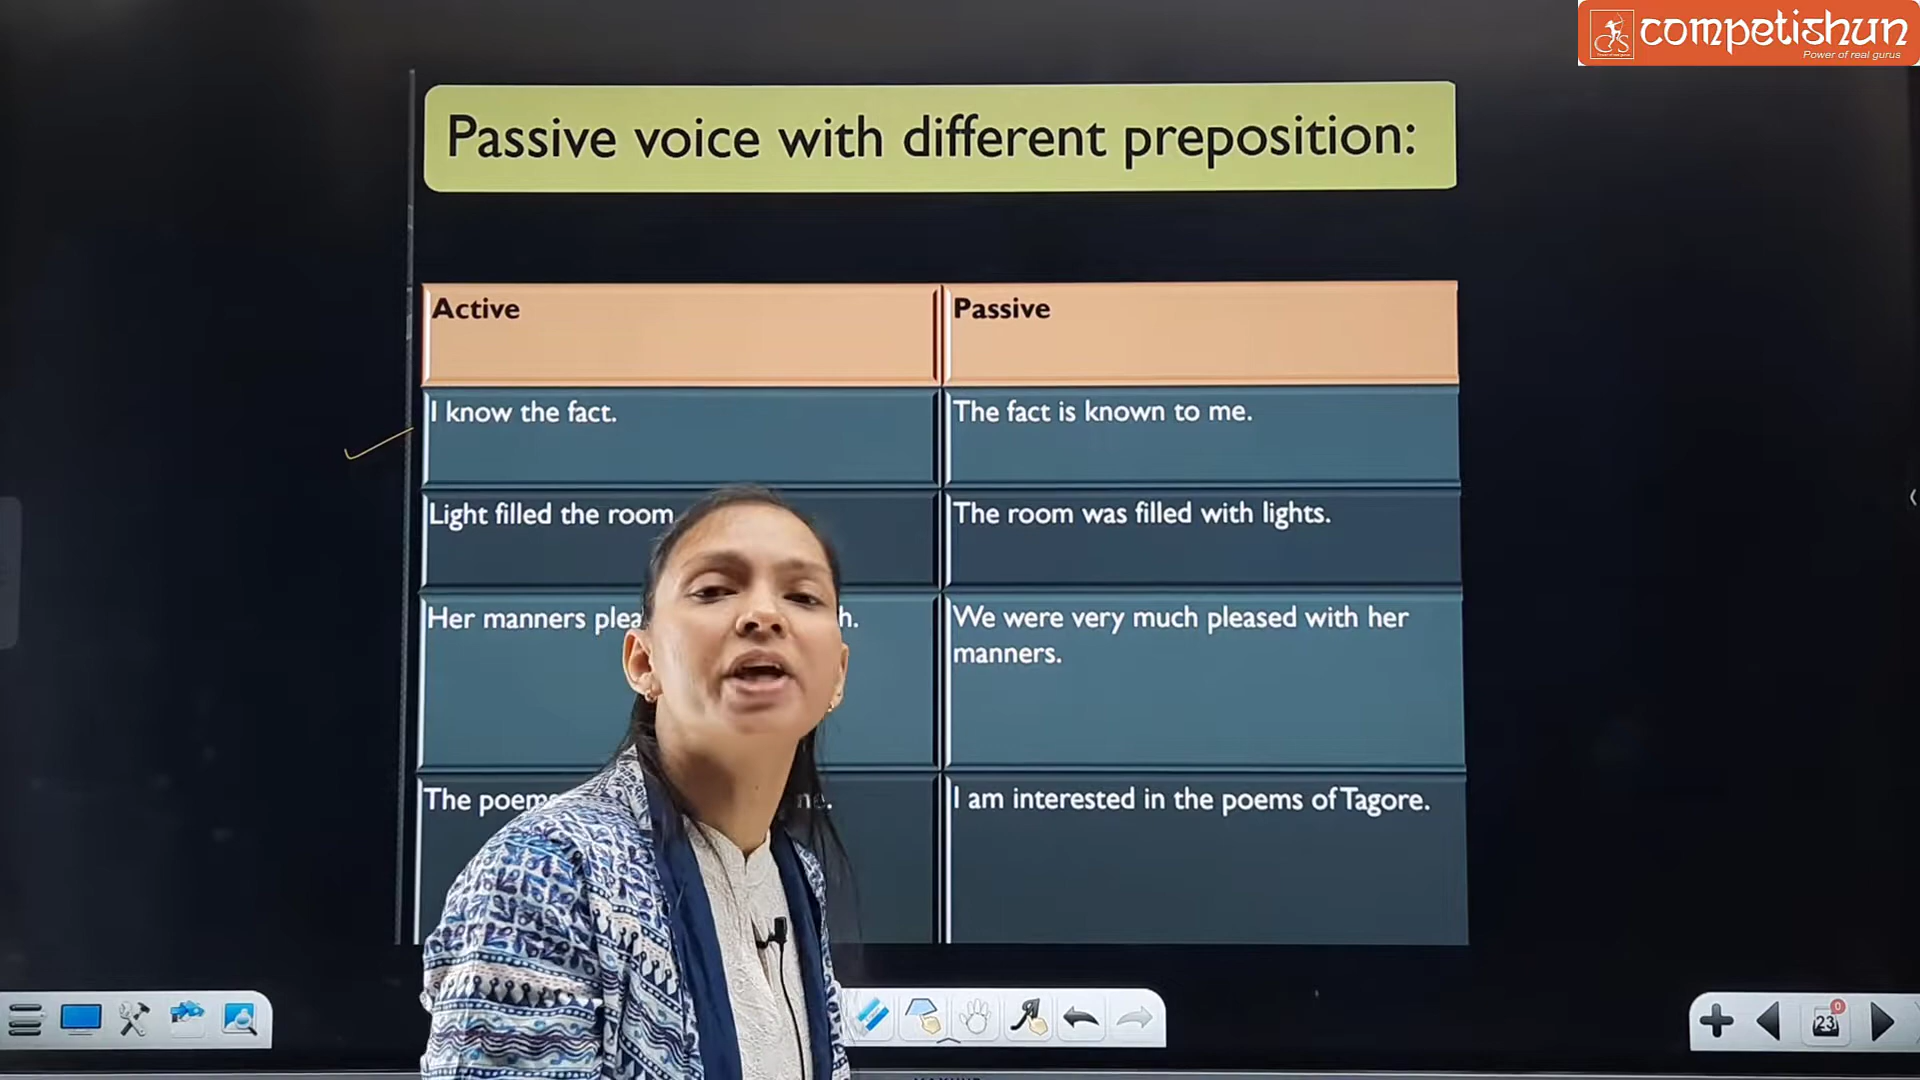 competishun
Power of real gurus
Passive voice with different preposition:
Active
Passive
I know the fact.
The fact is known to me.
Light filled the room
The room was filled with lights.
Her manners
We were very much pleased with her
manners.
The
I am interested in the poems of Tagore.
23
0